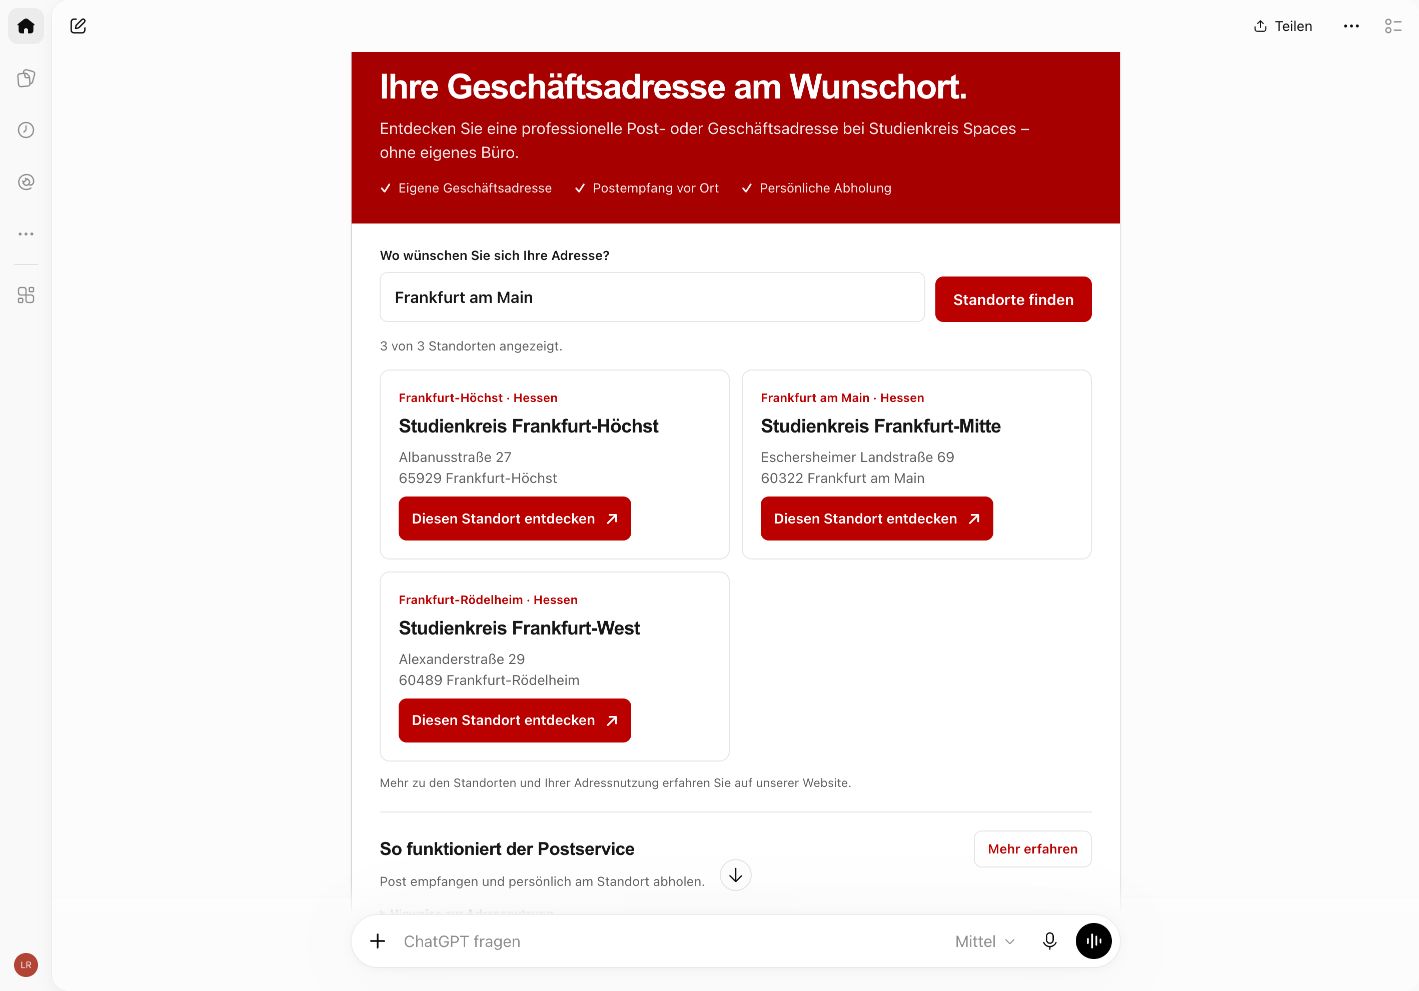 Teilen
Ihre Geschäftsadresse am Wunschort.
Entdecken Sie eine professionelle Post- oder Geschäftsadresse bei Studienkreis Spaces –
ohne eigenes Büro.
Eigene Geschäftsadresse
Postempfang vor Ort
Persönliche Abholung
Wo wünschen Sie sich Ihre Adresse?
Frankfurt am Main
Standorte finden
3 von 3 Standorten angezeigt.
Frankfurt-Höchst · Hessen
Studienkreis Frankfurt-Höchst
Albanusstraße 27
65929 Frankfurt-Höchst
Diesen Standort entdecken
Frankfurt am Main · Hessen
Studienkreis Frankfurt-Mitte
Eschersheimer Landstraße 69
60322 Frankfurt am Main
Diesen Standort entdecken
Frankfurt-Rödelheim · Hessen
Studienkreis Frankfurt-West
Alexanderstraße 29
60489 Frankfurt-Rödelheim
Diesen Standort entdecken
Mehr zu den Standorten und Ihrer Adressnutzung erfahren Sie auf unserer Website.
So funktioniert der Postservice
Mehr erfahren
Post empfangen und persönlich am Standort abholen.
ChatGPT fragen
Mittel
LR